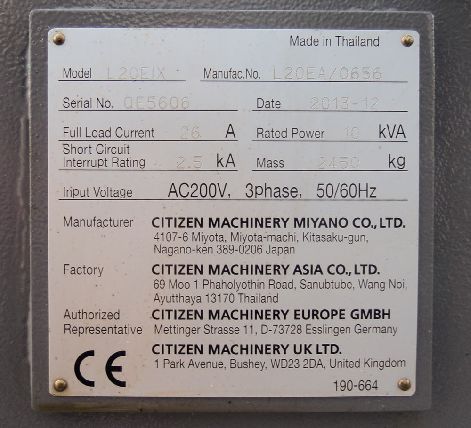 Made in Thailand
Model L20EIX Manufac.No. L20EA/0656
Serial No. QE5606 Date 2013-12
Full Load Current 26 A Rated Power 10 kVA
Short Circuit
Interrupt Rating 2.5 kA Mass 2450 kg
Input Voltage AC200V, 3phase, 50/60Hz
Manufacturer CITIZEN MACHINERY MIYANO CO., LTD.
4107-6 Miyota, Miyota-machi, Kitasaku-gun,
Nagano-ken 389-0206 Japan
Factory CITIZEN MACHINERY ASIA CO., LTD.
69 Moo 1 Phaholyothin Road, Sanubtubo, Wang Noi,
Ayutthaya 13170 Thailand
Authorized CITIZEN MACHINERY EUROPE GMBH
Representative Mettinger Strasse 11, D-73728 Esslingen Germany
CITIZEN MACHINERY UK LTD.
CE 1 Park Avenue, Bushey, WD23 2DA, United Kingdom
190-664